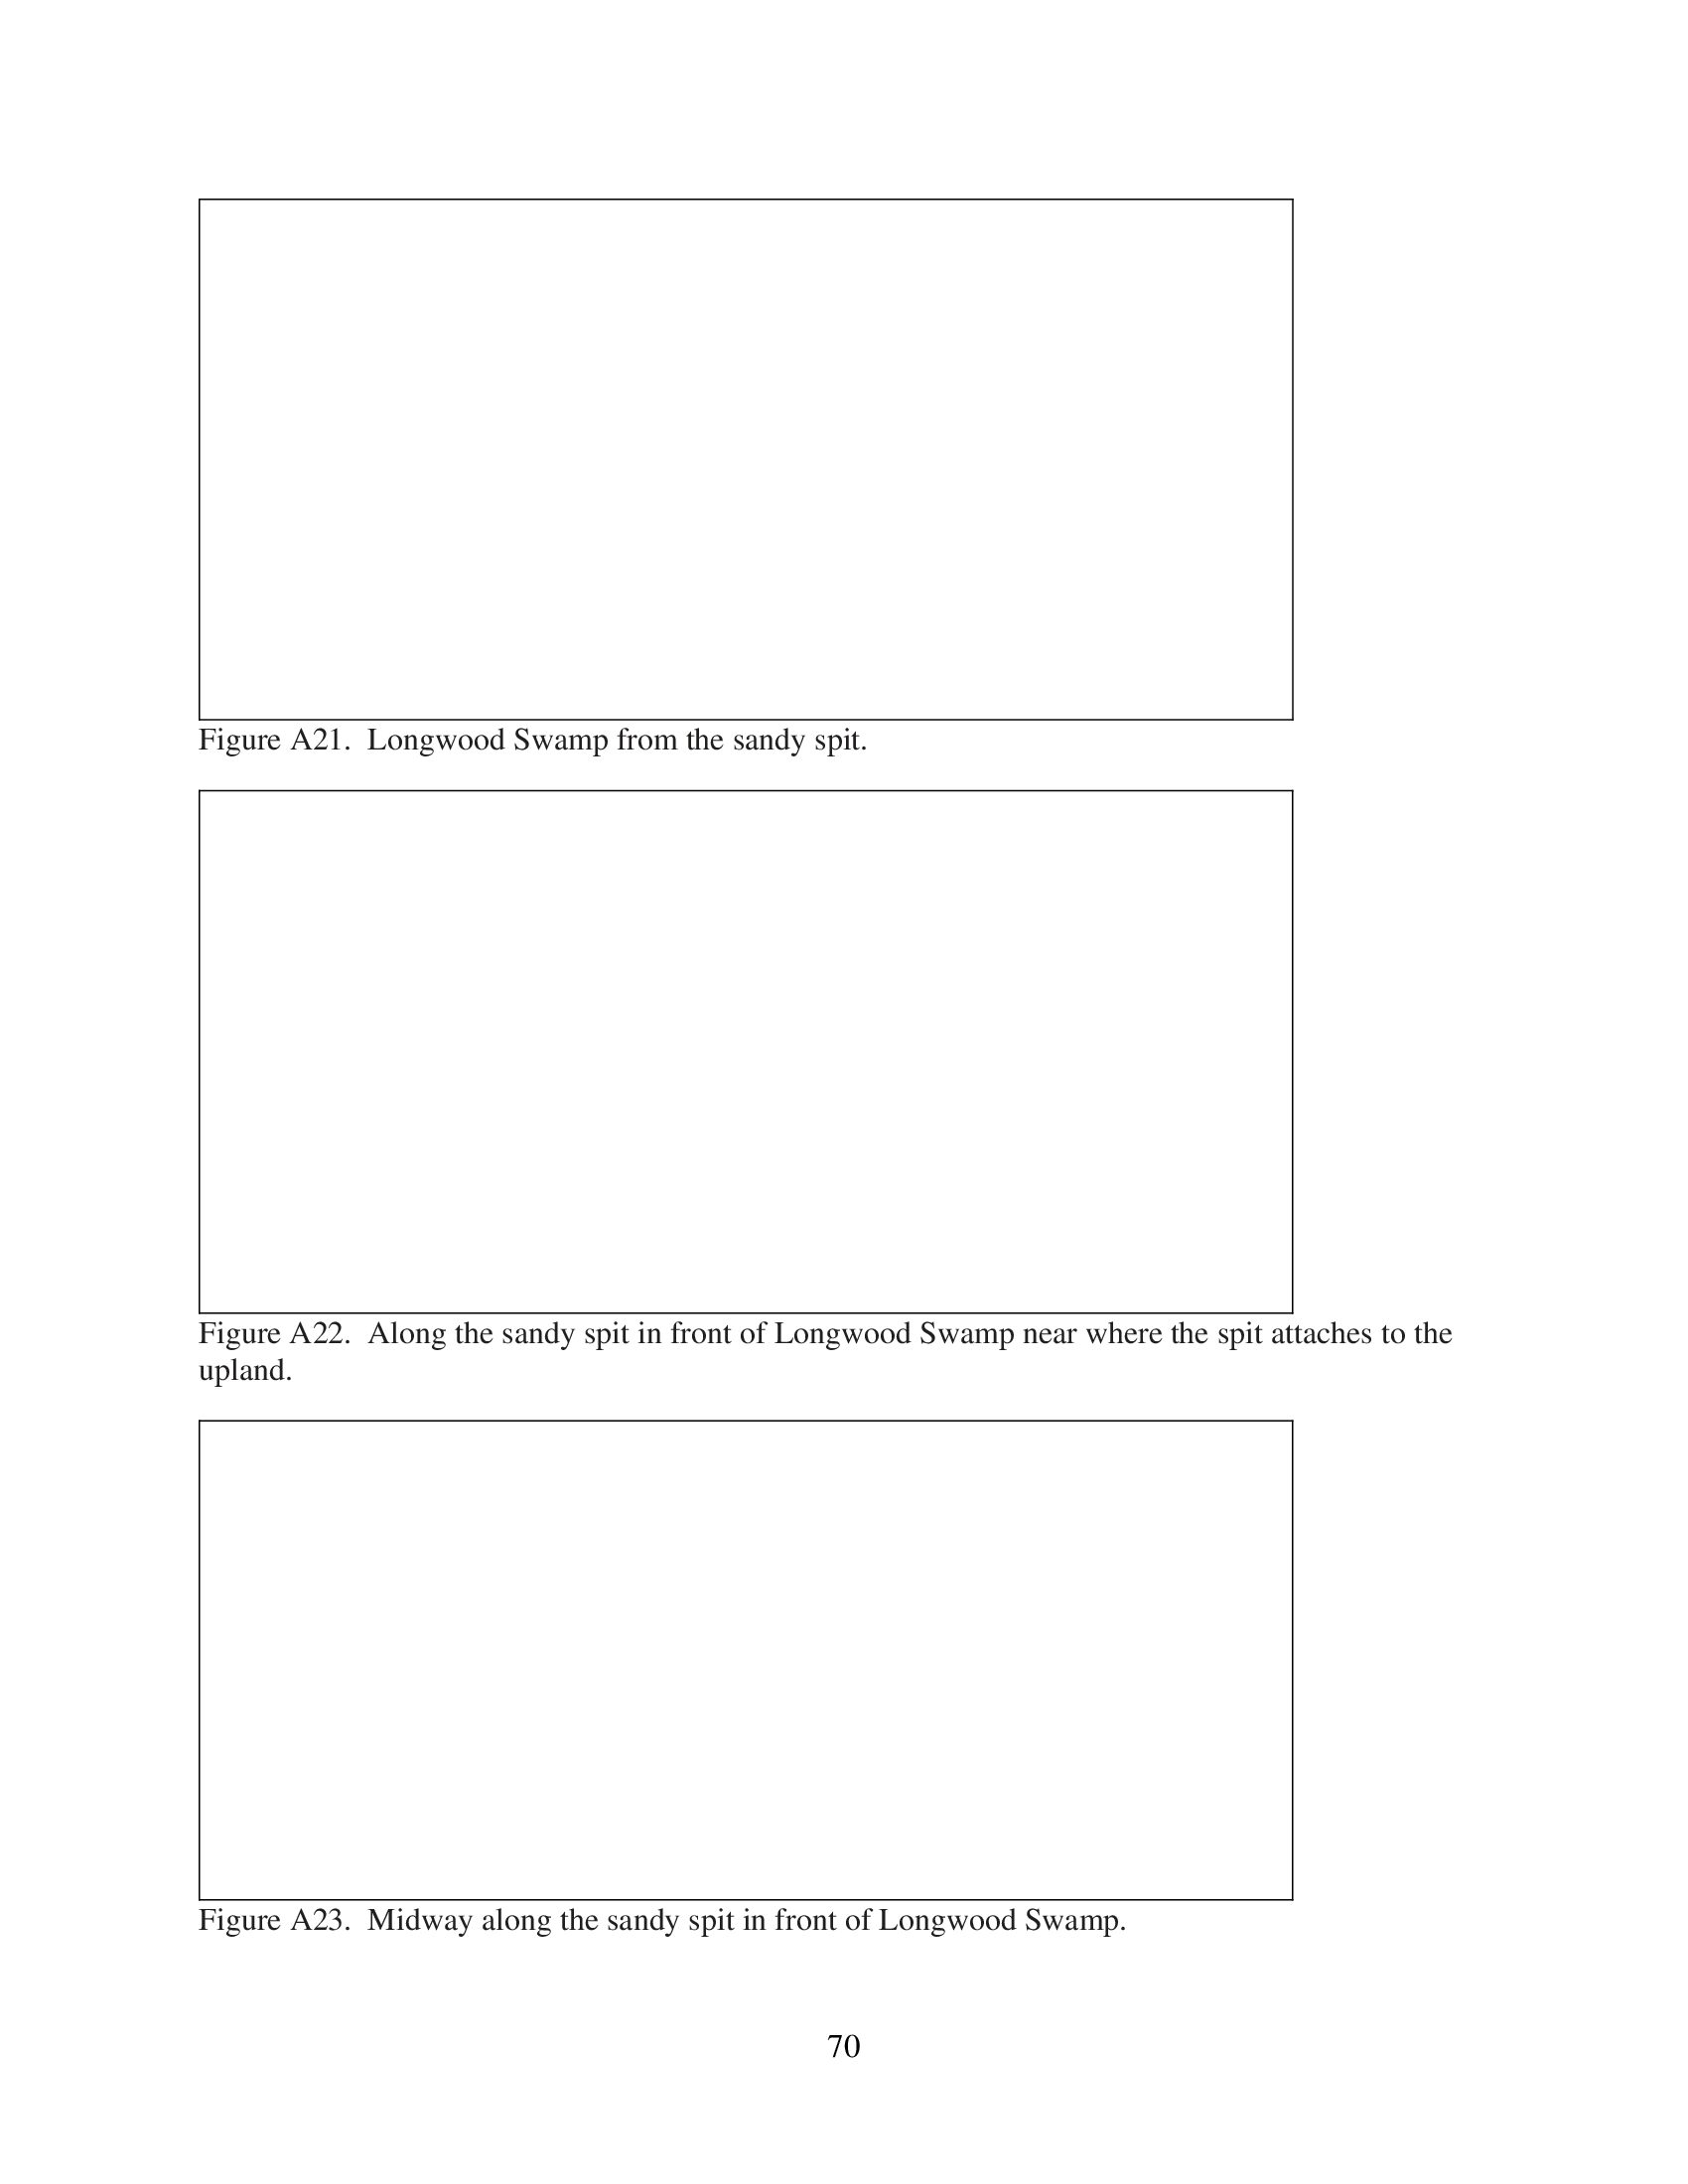 Figure A21.  Longwood Swamp from the sandy spit.
Figure A22.  Along the sandy spit in front of Longwood Swamp near where the spit attaches to the
upland.
Figure A23.  Midway along the sandy spit in front of Longwood Swamp.
70